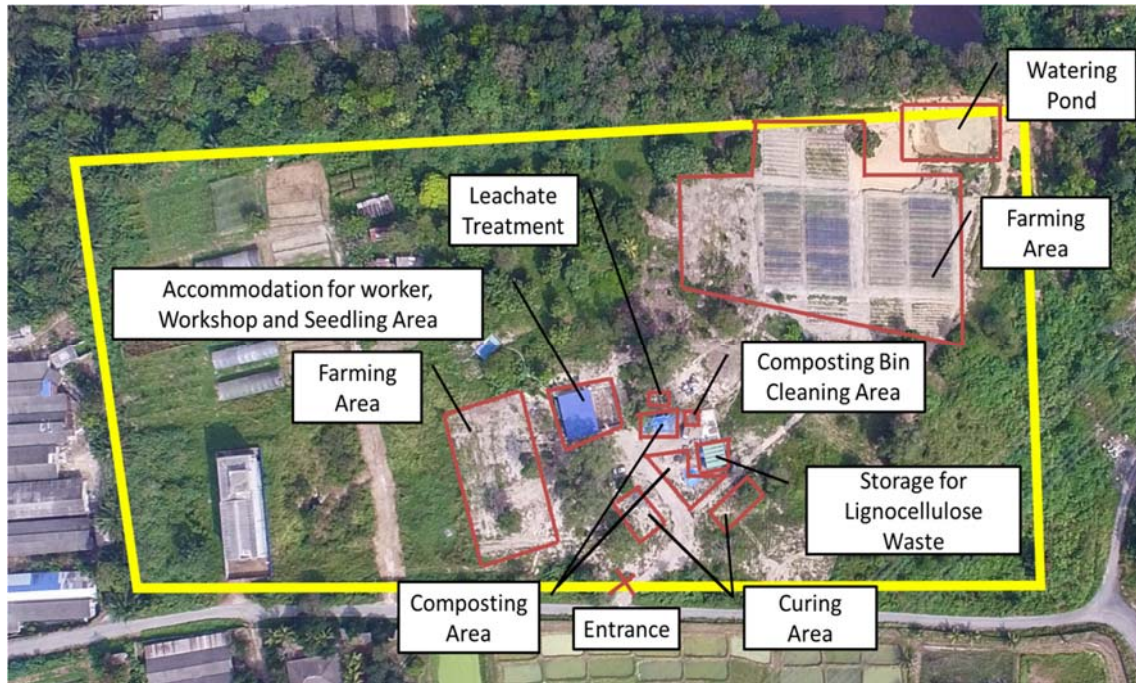 Watering
Pond
Leachate
Treatment
Farming
Area
Accommodation for worker,
Workshop and Seedling Area
Farming
Area
Composting Bin
Cleaning Area
Storage for
Lignocellulose
Waste
Composting
Area
Entrance
Curing
Area